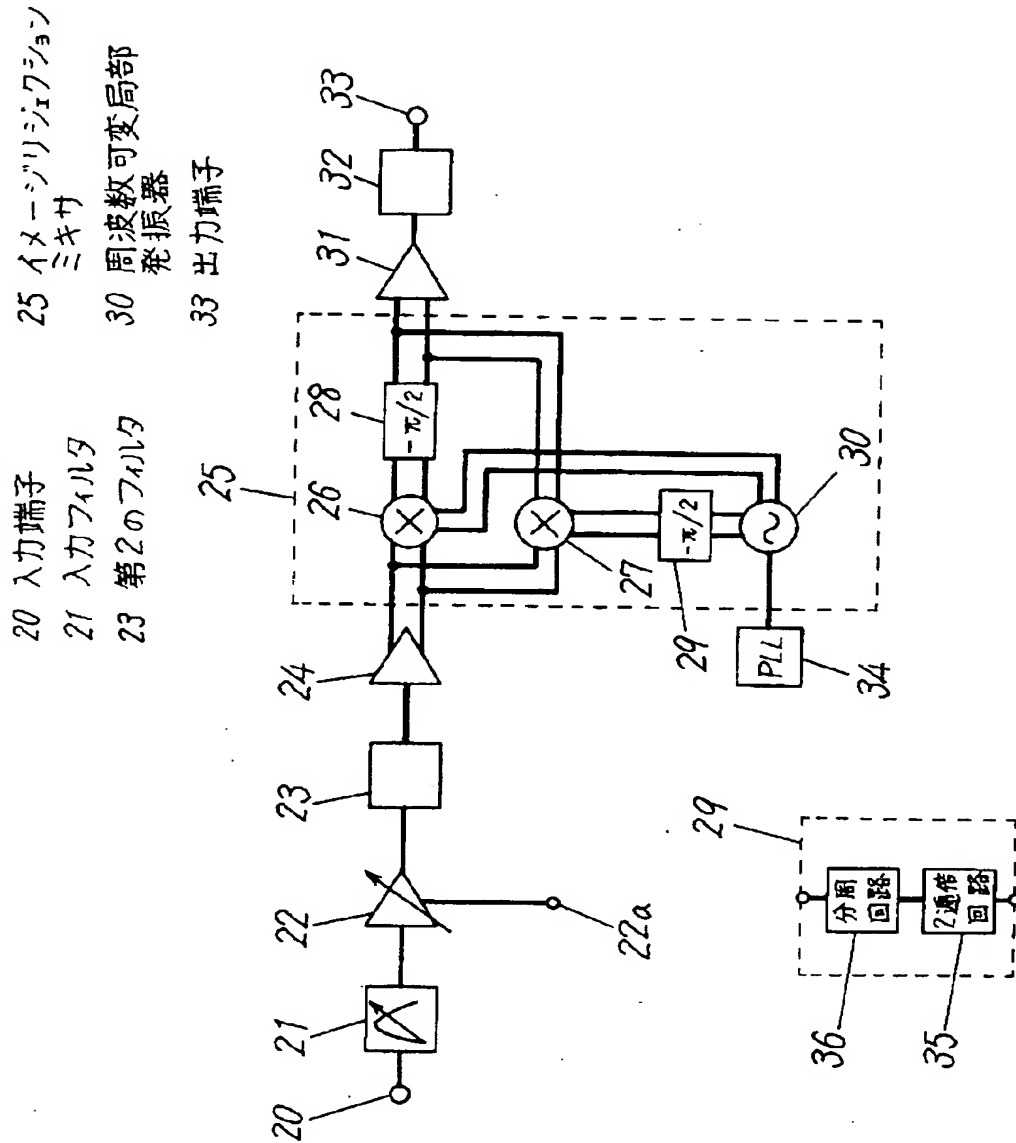 20 入力端子
21 入力フィルタ
23 第2のフィルタ
25 イメージリジェクション
ミキサ
30 周波数可変局部
発振器
33 出力端子
20
21
22
22a
23
24
25
26
27
28
-π/2
29
-π/2
30
31
32
33
34
PLL
29
36
分周
回路
35
2逓倍
回路